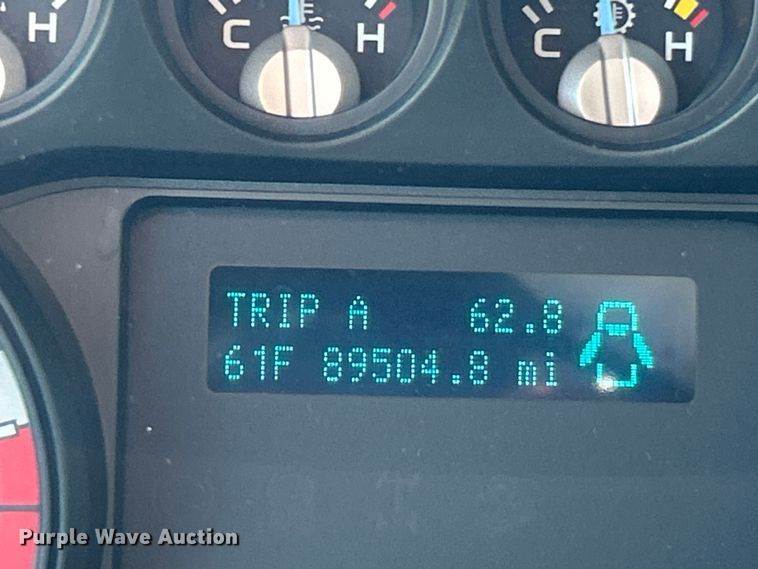 H
C H
C H
TRIP A 62.8
61F 89504.8 mi
Purple Wave Auction